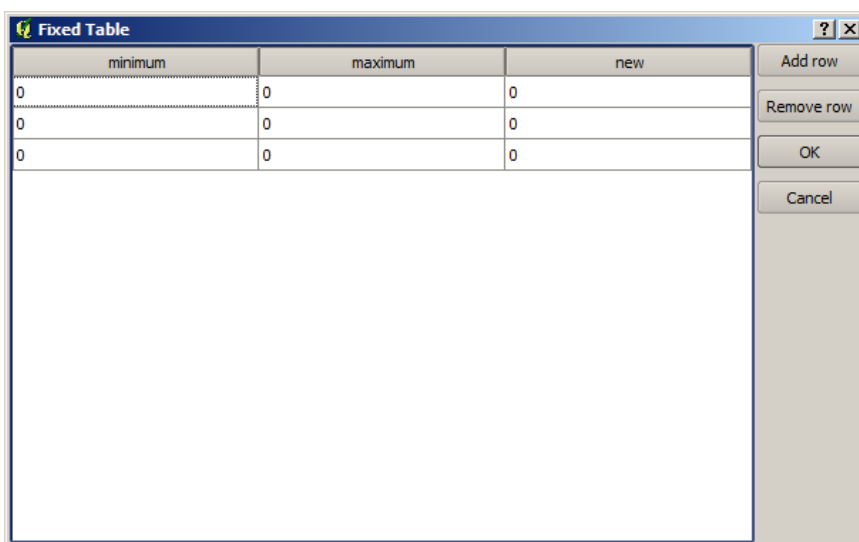 Fixed Table
minimum maximum new
0 0 0
0 0 0
0 0 0
Add row
Remove row
OK
Cancel